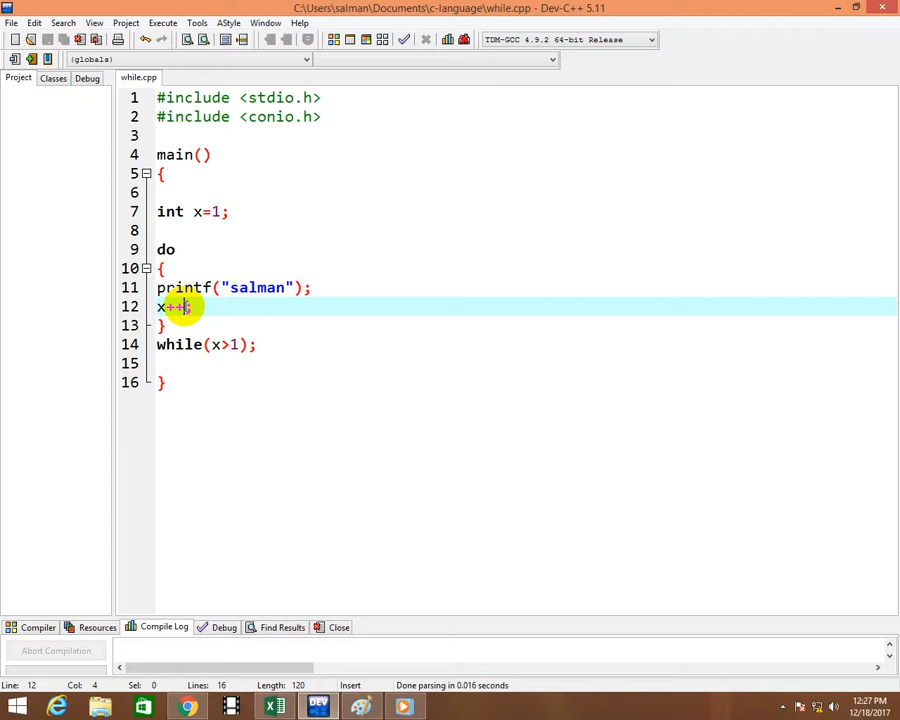 C:\Users\salman\Documents\c-language\while.cpp - Dev-C++ 5.11
File Edit Search View Project Execute Tools AStyle Window Help
TDM-GCC 4.9.2 64-bit Release
(globals)
Project Classes Debug while.cpp
1 #include <stdio.h>
2 #include <conio.h>
3
4 main()
5 {
6
7 int x=1;
8
9 do
10 {
11 printf("salman");
12 x++;
13 }
14 while(x>1);
15
16 }
Compiler Resources Compile Log Debug Find Results Close
Abort Compilation
Line: 12 Col: 4 Sel: 0 Lines: 16 Length: 120 Insert Done parsing in 0.016 seconds
DEV
12:27 PM
12/18/2017